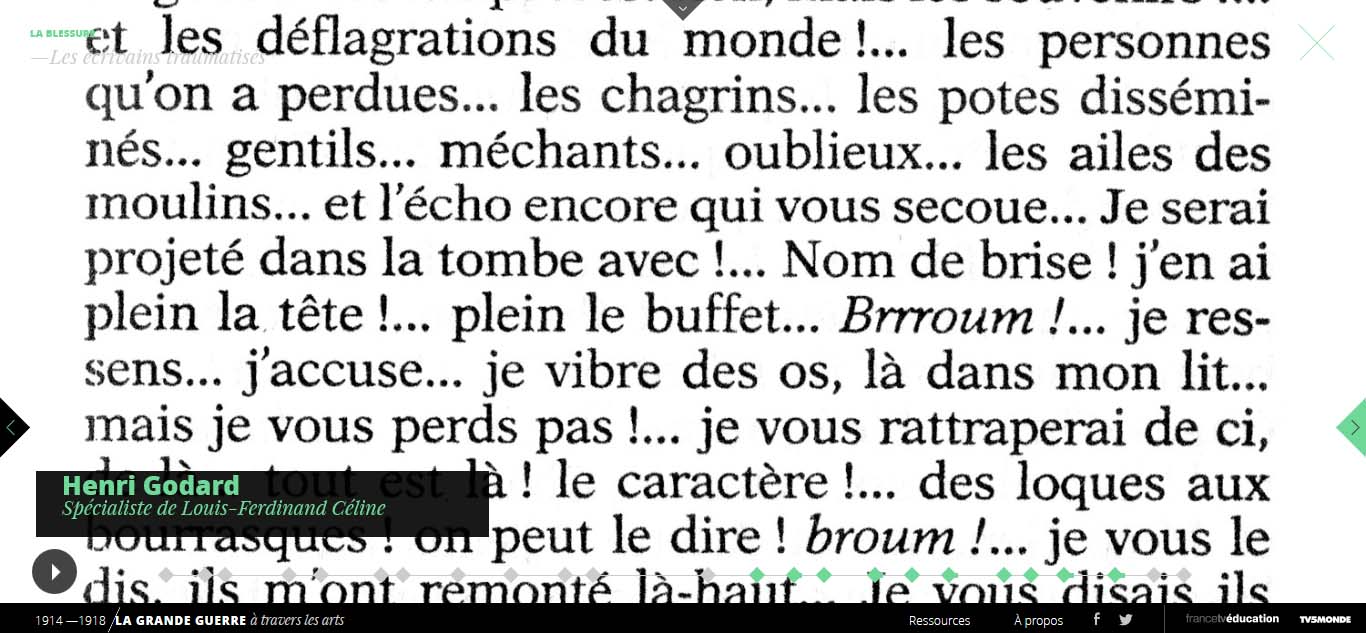 LA BLESSURE
—Les écrivains traumatisés
et les déflagrations du monde !... les personnes
qu'on a perdues... les chagrins... les potes dissémi-
nés... gentils... méchants... oublieux... les ailes des
moulins... et l'écho encore qui vous secoue... Je serai
projeté dans la tombe avec !... Nom de brise ! j'en ai
plein la tête !... plein le buffet... Brrroum !... je res-
sens... j'accuse... je vibre des os, là dans mon lit...
mais je vous perds pas !... je vous rattraperai de ci,
de là... tout est là ! le caractère !... des loques aux
bourrasques ! on peut le dire ! broum !... je vous le
dis, ils m'ont remonté là-haut... Je vous disais ils
Henri Godard
Spécialiste de Louis-Ferdinand Céline
1914 —1918 / LA GRANDE GUERRE à travers les arts
Ressources
À propos
francetvéducation
TV5MONDE